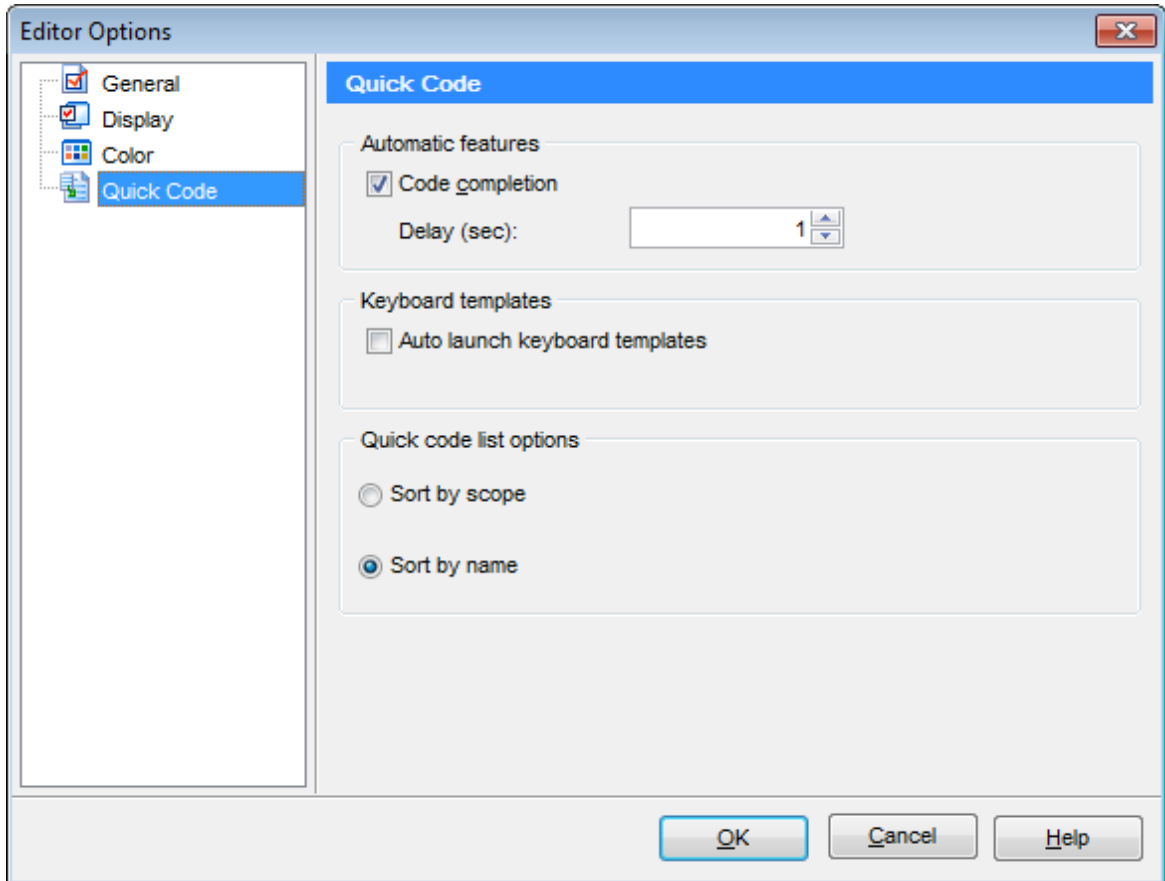 Editor Options
General
Display
Color
Quick Code
Quick Code
Automatic features
Code completion
Delay (sec): 1
Keyboard templates
Auto launch keyboard templates
Quick code list options
Sort by scope
Sort by name
OK Cancel Help